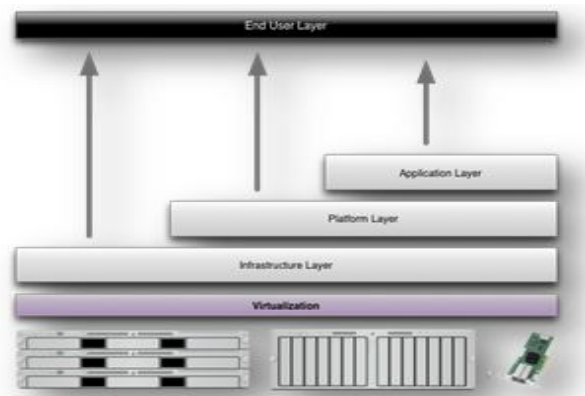 End User Layer
Application Layer
Platform Layer
Infrastructure Layer
Virtualization